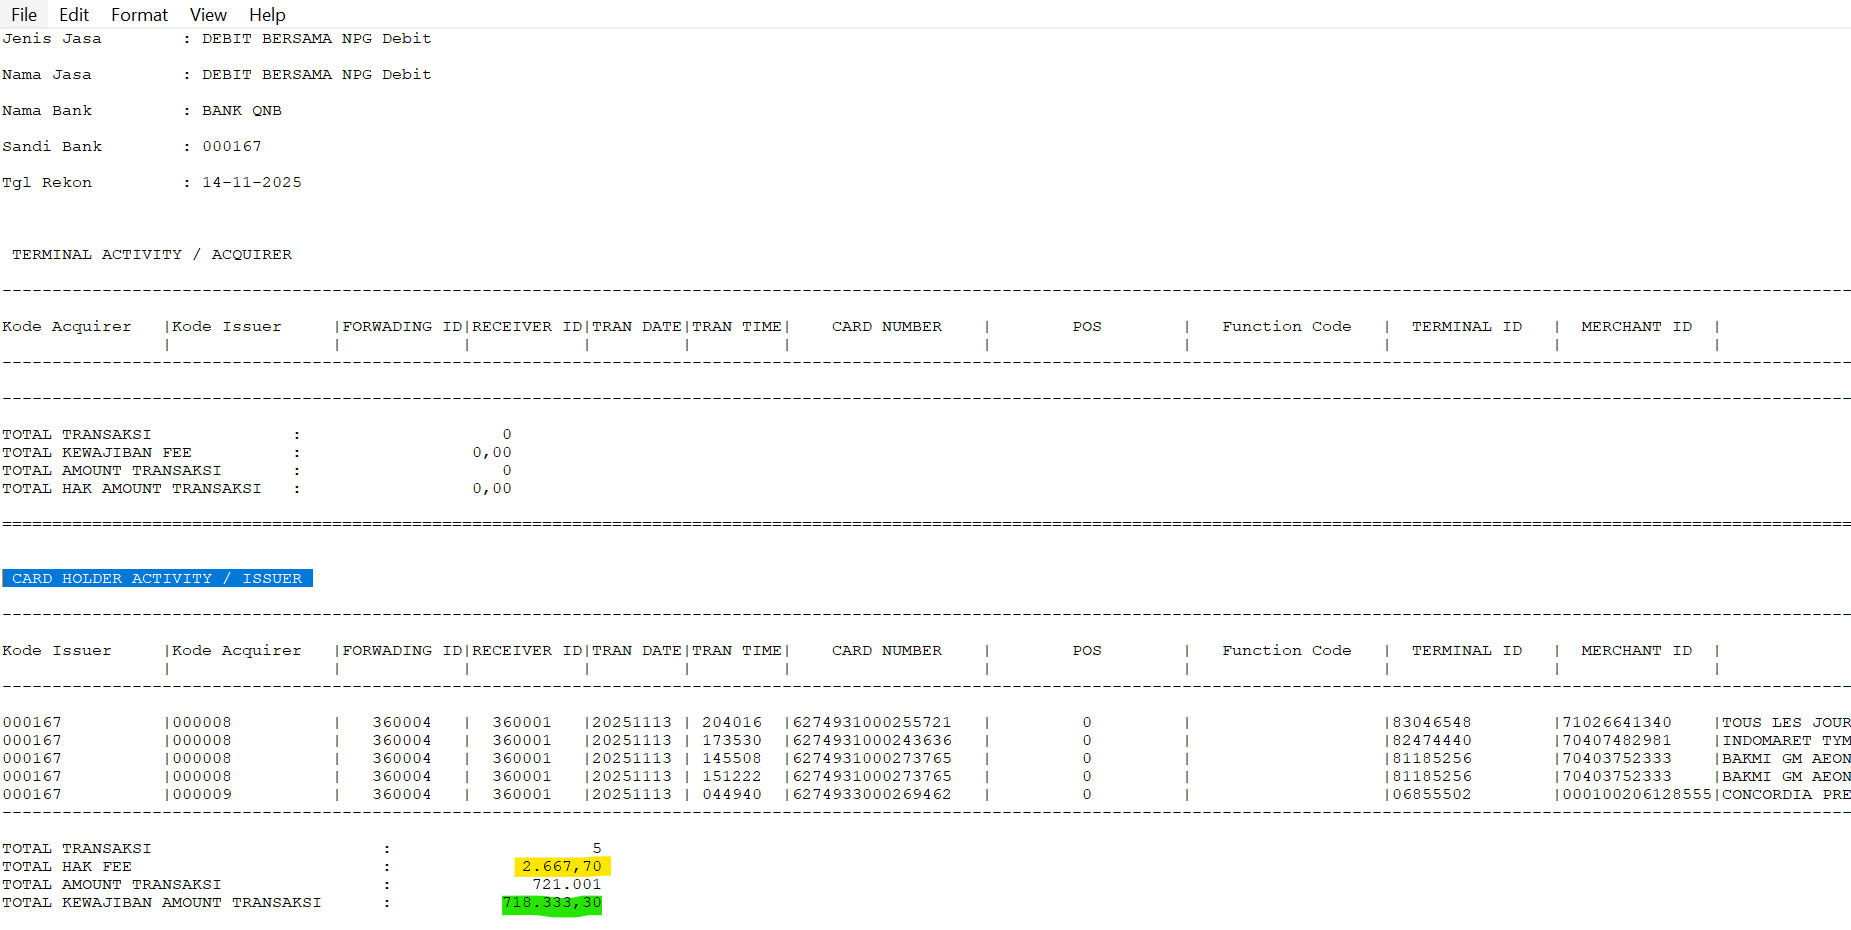 File Edit Format View Help
Jenis Jasa : DEBIT BERSAMA NPG Debit
Nama Jasa : DEBIT BERSAMA NPG Debit
Nama Bank : BANK QNB
Sandi Bank : 000167
Tgl Rekon : 14-11-2025
TERMINAL ACTIVITY / ACQUIRER
--------------------------------------------------------------------------------
Kode Acquirer |Kode Issuer |FORWADING ID|RECEIVER ID|TRAN DATE|TRAN TIME| CARD NUMBER | POS | Function Code | TERMINAL ID | MERCHANT ID |
| | | | | | | | | | |
--------------------------------------------------------------------------------
--------------------------------------------------------------------------------
TOTAL TRANSAKSI : 0
TOTAL KEWAJIBAN FEE : 0,00
TOTAL AMOUNT TRANSAKSI : 0
TOTAL HAK AMOUNT TRANSAKSI : 0,00
================================================================================
CARD HOLDER ACTIVITY / ISSUER
--------------------------------------------------------------------------------
Kode Issuer |Kode Acquirer |FORWADING ID|RECEIVER ID|TRAN DATE|TRAN TIME| CARD NUMBER | POS | Function Code | TERMINAL ID | MERCHANT ID |
| | | | | | | | | | |
--------------------------------------------------------------------------------
000167 |000008 | 360004 | 360001 |20251113 | 204016 |6274931000255721 | 0 | |83046548 |71026641340 |TOUS LES JOUR
000167 |000008 | 360004 | 360001 |20251113 | 173530 |6274931000243636 | 0 | |82474440 |70407482981 |INDOMARET TYM
000167 |000008 | 360004 | 360001 |20251113 | 145508 |6274931000273765 | 0 | |81185256 |70403752333 |BAKMI GM AEON
000167 |000008 | 360004 | 360001 |20251113 | 151222 |6274931000273765 | 0 | |81185256 |70403752333 |BAKMI GM AEON
000167 |000009 | 360004 | 360001 |20251113 | 044940 |6274933000269462 | 0 | |06855502 |000100206128555|CONCORDIA PRE
--------------------------------------------------------------------------------
TOTAL TRANSAKSI : 5
TOTAL HAK FEE : 2.667,70
TOTAL AMOUNT TRANSAKSI : 721.001
TOTAL KEWAJIBAN AMOUNT TRANSAKSI : 718.333,30